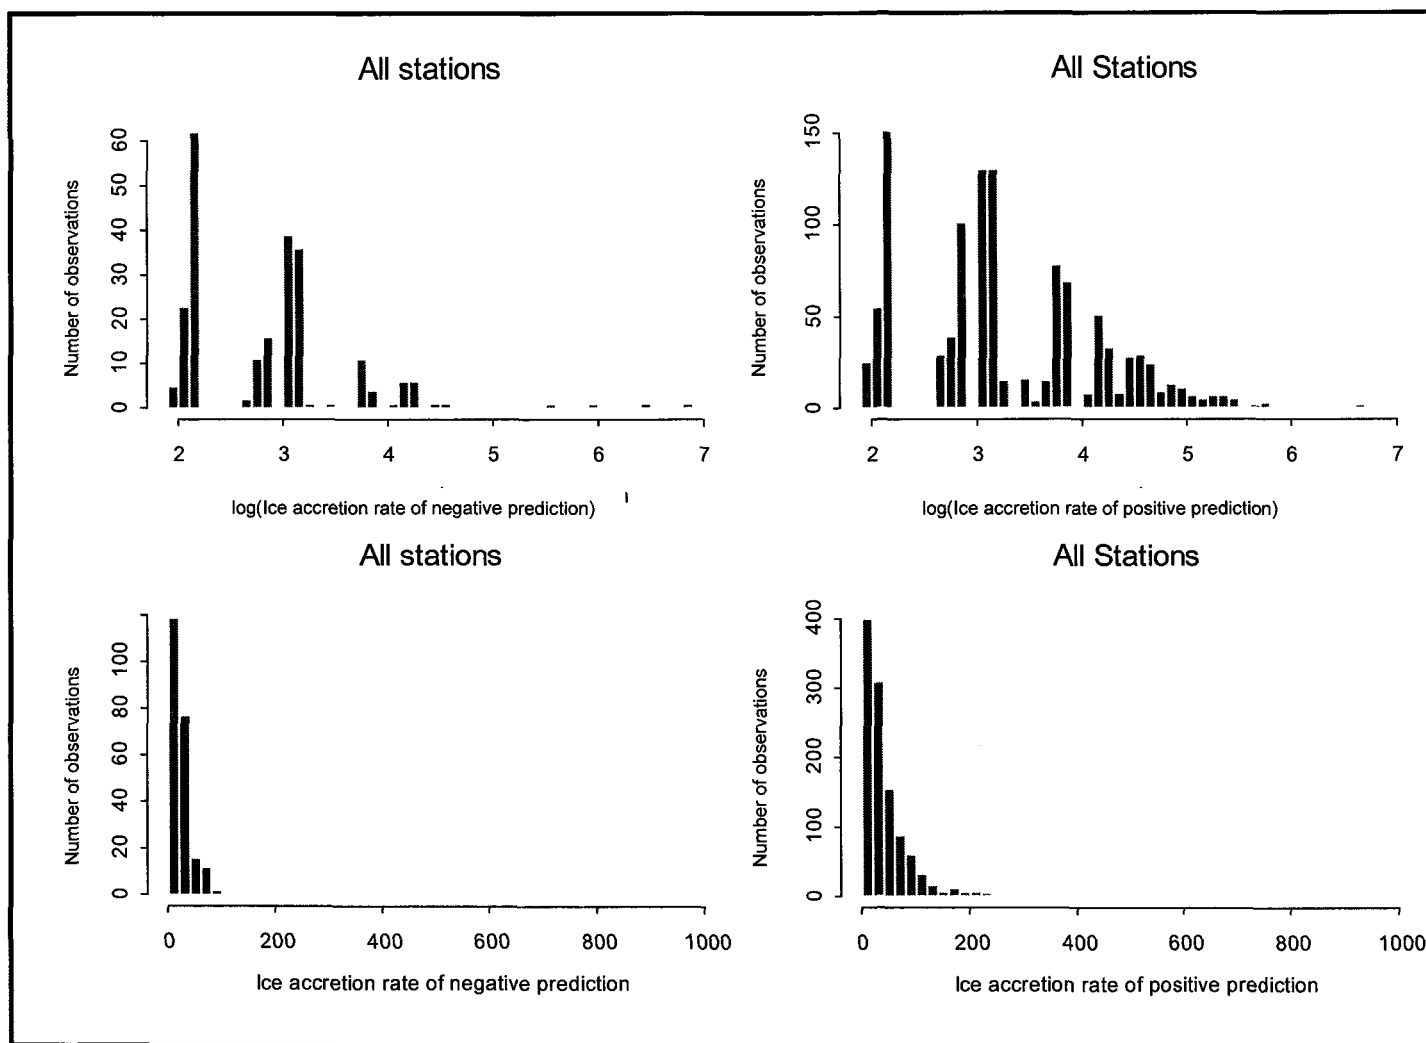 All stations
60
50
40
30
20
10
0
Number of observations
2 3 4 5 6 7
log(Ice accretion rate of negative prediction)
All Stations
150
100
50
0
Number of observations
2 3 4 5 6 7
log(Ice accretion rate of positive prediction)
All stations
100
80
60
40
20
0
Number of observations
0 200 400 600 800 1000
Ice accretion rate of negative prediction
All Stations
400
300
200
100
0
Number of observations
0 200 400 600 800 1000
Ice accretion rate of positive prediction